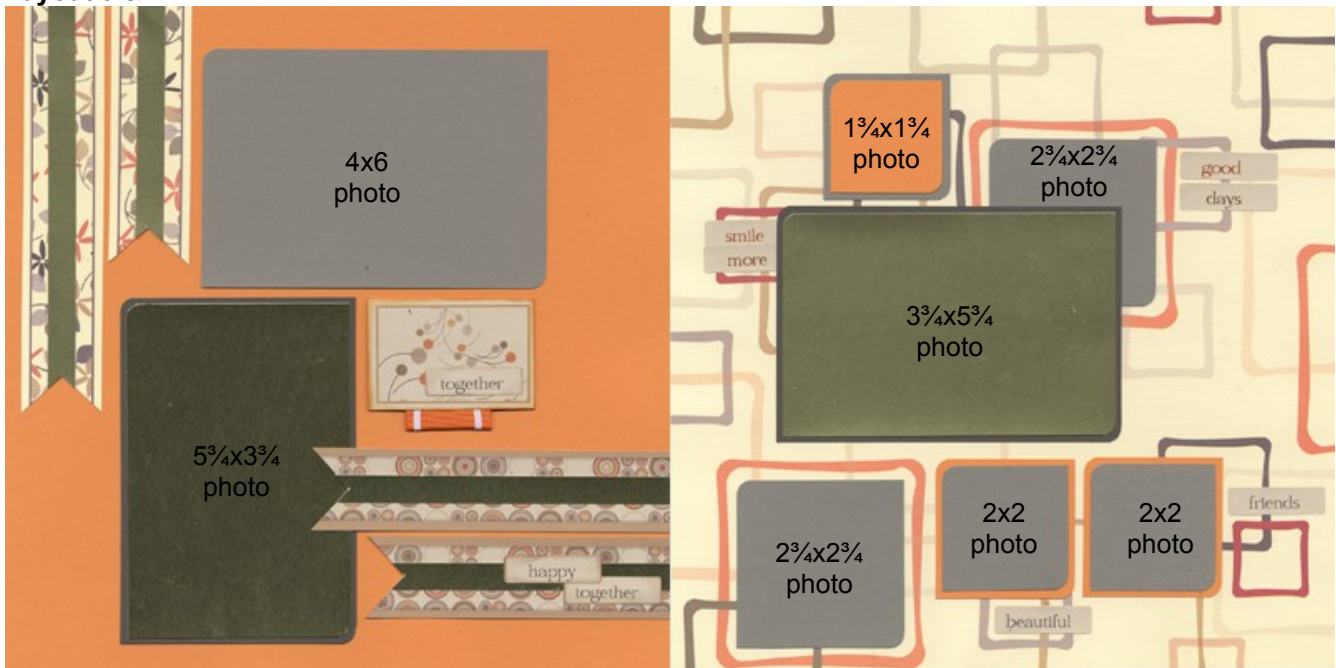 4x6
photo
together
5¾x3¾
photo
happy
together
1¾x1¾
photo
2¾x2¾
photo
good
days
smile
more
3¾x5¾
photo
2¾x2¾
photo
2x2
photo
2x2
photo
friends
beautiful